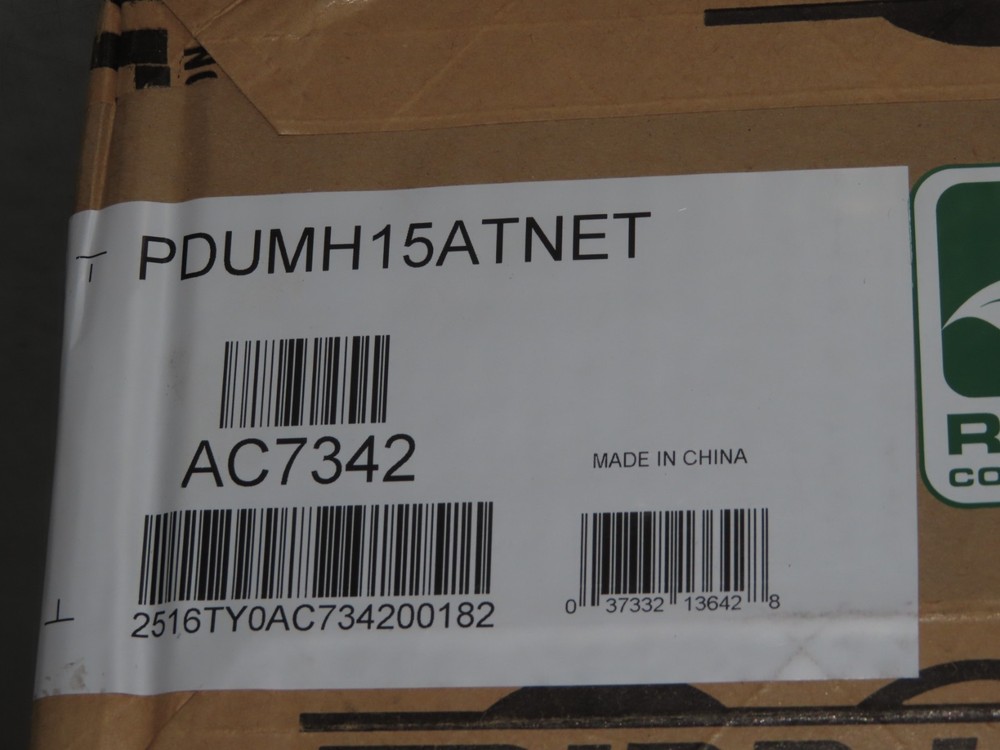 PDUMH15ATNET
AC7342
MADE IN CHINA
2516TY0AC734200182
0 37332 13642 8